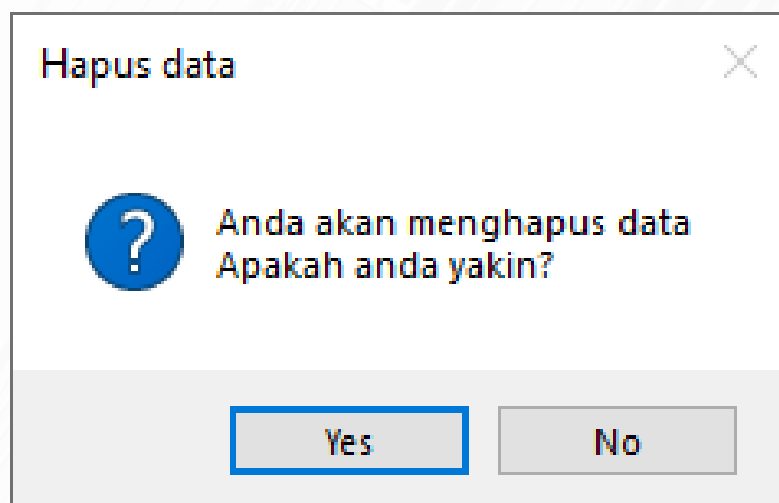 Hapus data
Anda akan menghapus data
Apakah anda yakin?
Yes
No